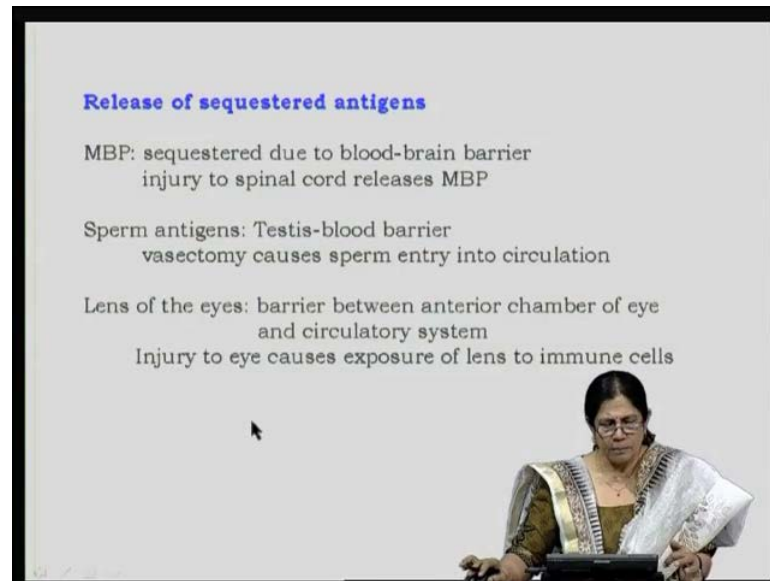 Release of sequestered antigens
MBP: sequestered due to blood-brain barrier
injury to spinal cord releases MBP
Sperm antigens: Testis-blood barrier
vasectomy causes sperm entry into circulation
Lens of the eyes: barrier between anterior chamber of eye
and circulatory system
Injury to eye causes exposure of lens to immune cells